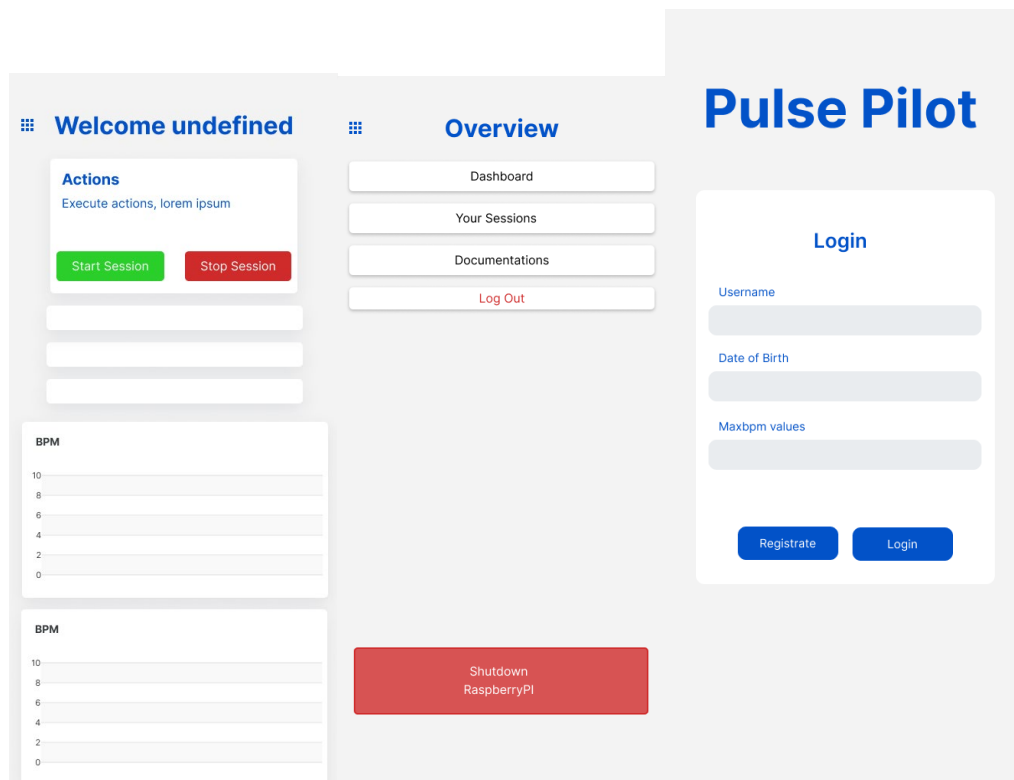 Welcome undefined
Actions
Execute actions, lorem ipsum
Start Session
Stop Session
BPM
10
8
6
4
2
0
BPM
10
8
6
4
2
0
Overview
Dashboard
Your Sessions
Documentations
Log Out
Shutdown
RaspberryPI
Pulse Pilot
Login
Username
Date of Birth
Maxbpm values
Registrate
Login